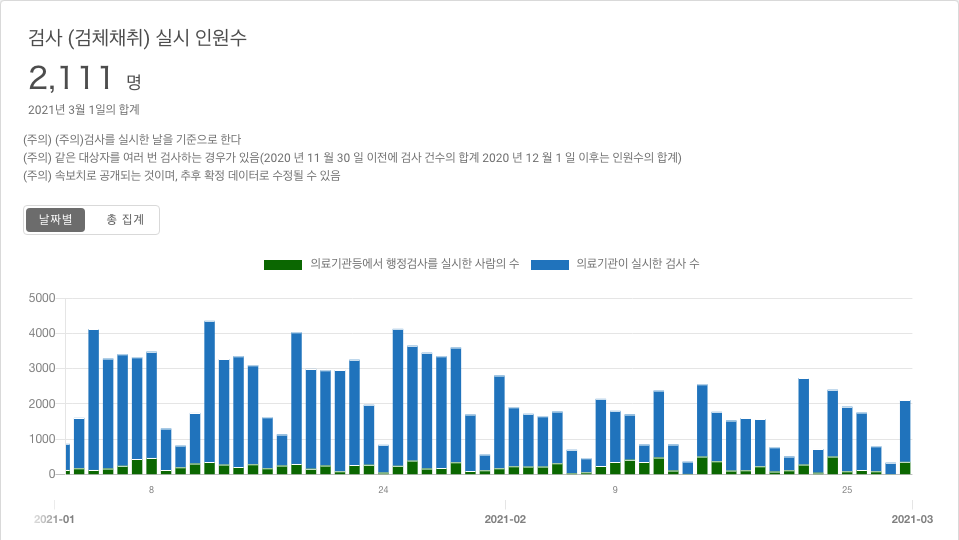 검사 (검체채취) 실시 인원수
2,111 명
2021년 3월 1일의 합계
(주의) (주의)검사를 실시한 날을 기준으로 한다
(주의) 같은 대상자를 여러 번 검사하는 경우가 있음(2020 년 11 월 30 일 이전에 검사 건수의 합계 2020 년 12 월 1 일 이후는 인원수의 합계)
(주의) 속보치로 공개되는 것이며, 추후 확정 데이터로 수정될 수 있음
날짜별 총 집계
의료기관등에서 행정검사를 실시한 사람의 수 의료기관이 실시한 검사 수
5000
4000
3000
2000
1000
0
8 24 9 25
2021-01 2021-02 2021-03